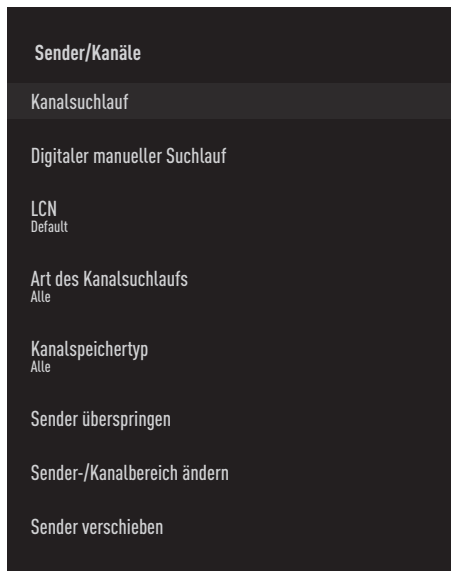 Sender/Kanäle
Kanalsuchlauf
Digitaler manueller Suchlauf
LCN
Default
Art des Kanalsuchlaufs
Alle
Kanalspeichertyp
Alle
Sender überspringen
Sender-/Kanalbereich ändern
Sender verschieben